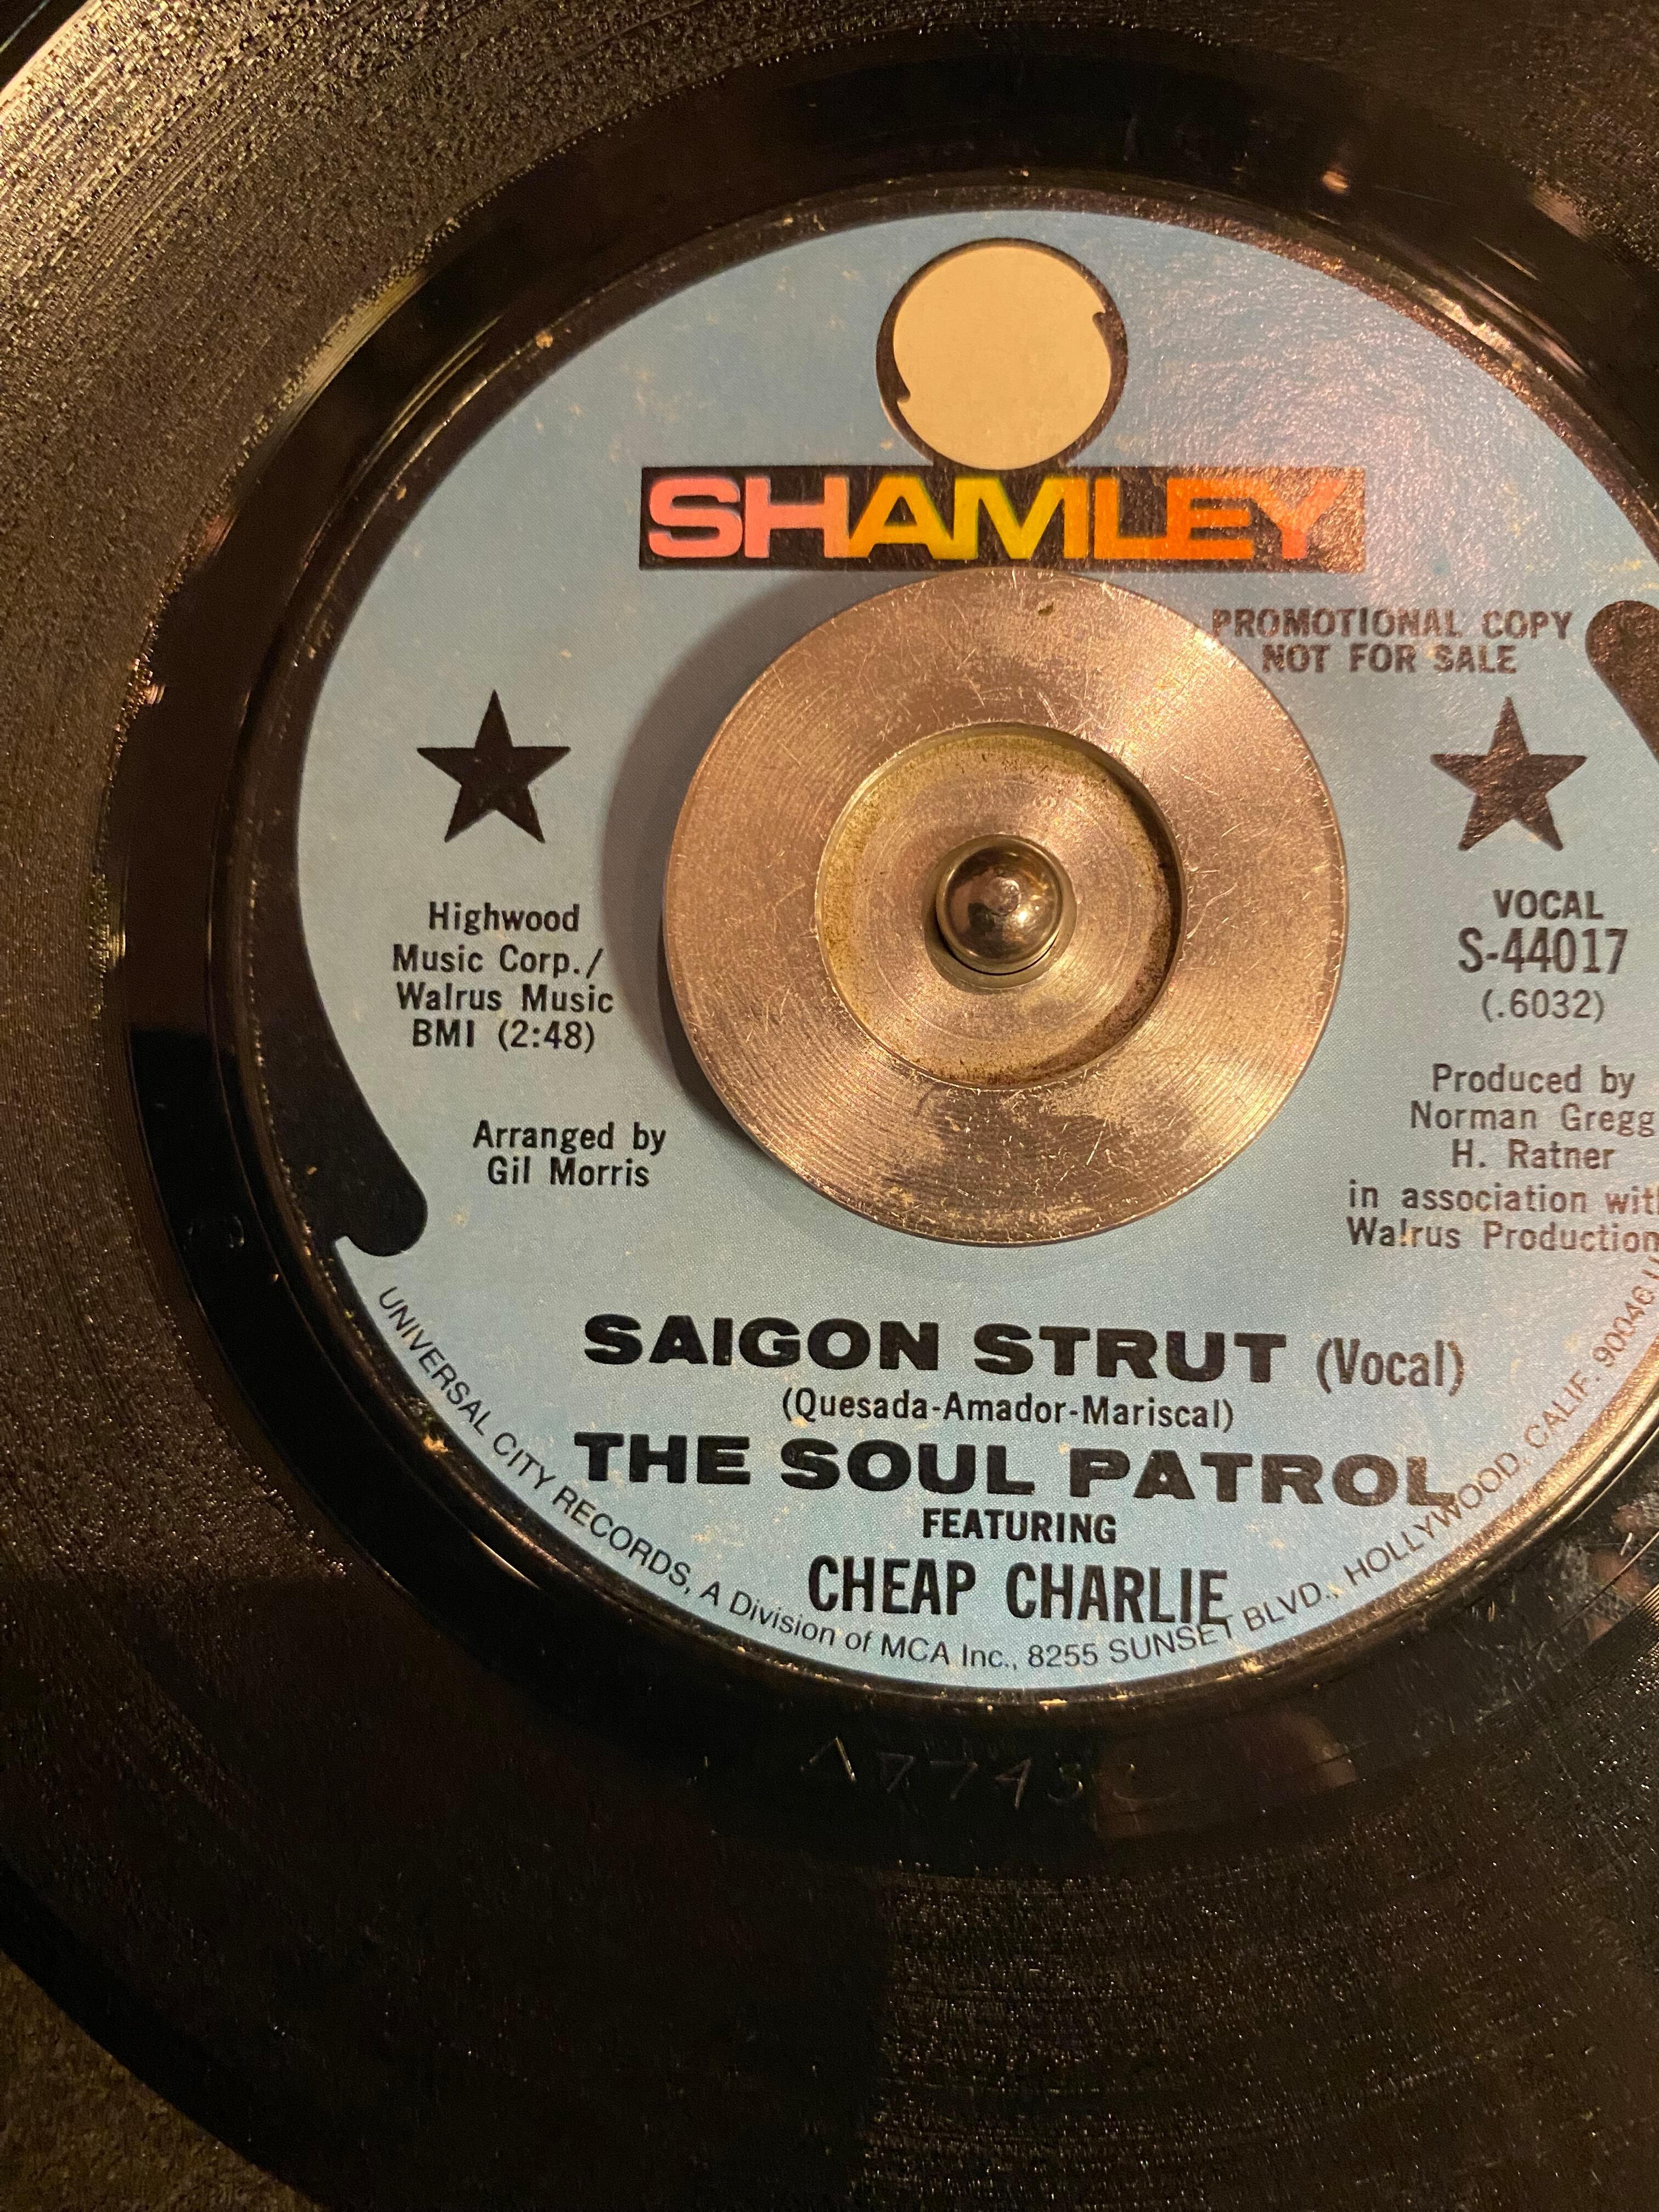 SHAMLEY
PROMOTIONAL COPY
NOT FOR SALE
Highwood
Music Corp./
Walrus Music
BMI (2:48)
Arranged by
Gil Morris
VOCAL
S-44017
(.6032)
Produced by
Norman Gregg
H. Ratner
in association
Walrus Production
SAIGON STRUT (Vocal)
(Quesada-Amador-Mariscal)
THE SOUL PATROL
FEATURING
CHEAP CHARLIE
UNIVERSAL CITY RECORDS, A Division of MCA Inc., 8255 SUNSET BLVD., HOLLYWOOD, CALIF. 90046